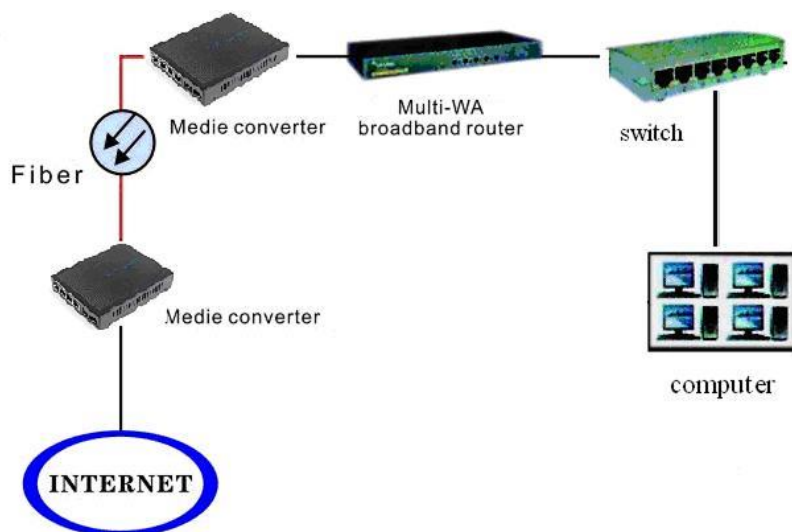 Medie converter
Multi-WA
broadband router
switch
Fiber
Medie converter
computer
INTERNET